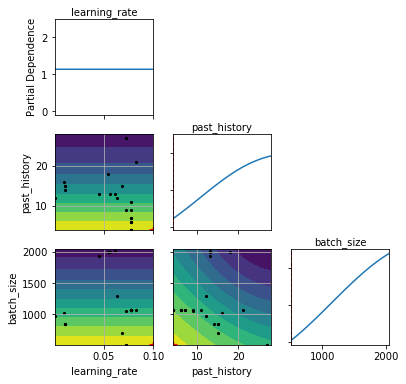 learning_rate
2
1
0
Partial Dependence
past_history
20
10
past_history
batch_size
2000
1500
1000
batch_size
0.05 0.10
learning_rate
10 20
past_history
1000 2000